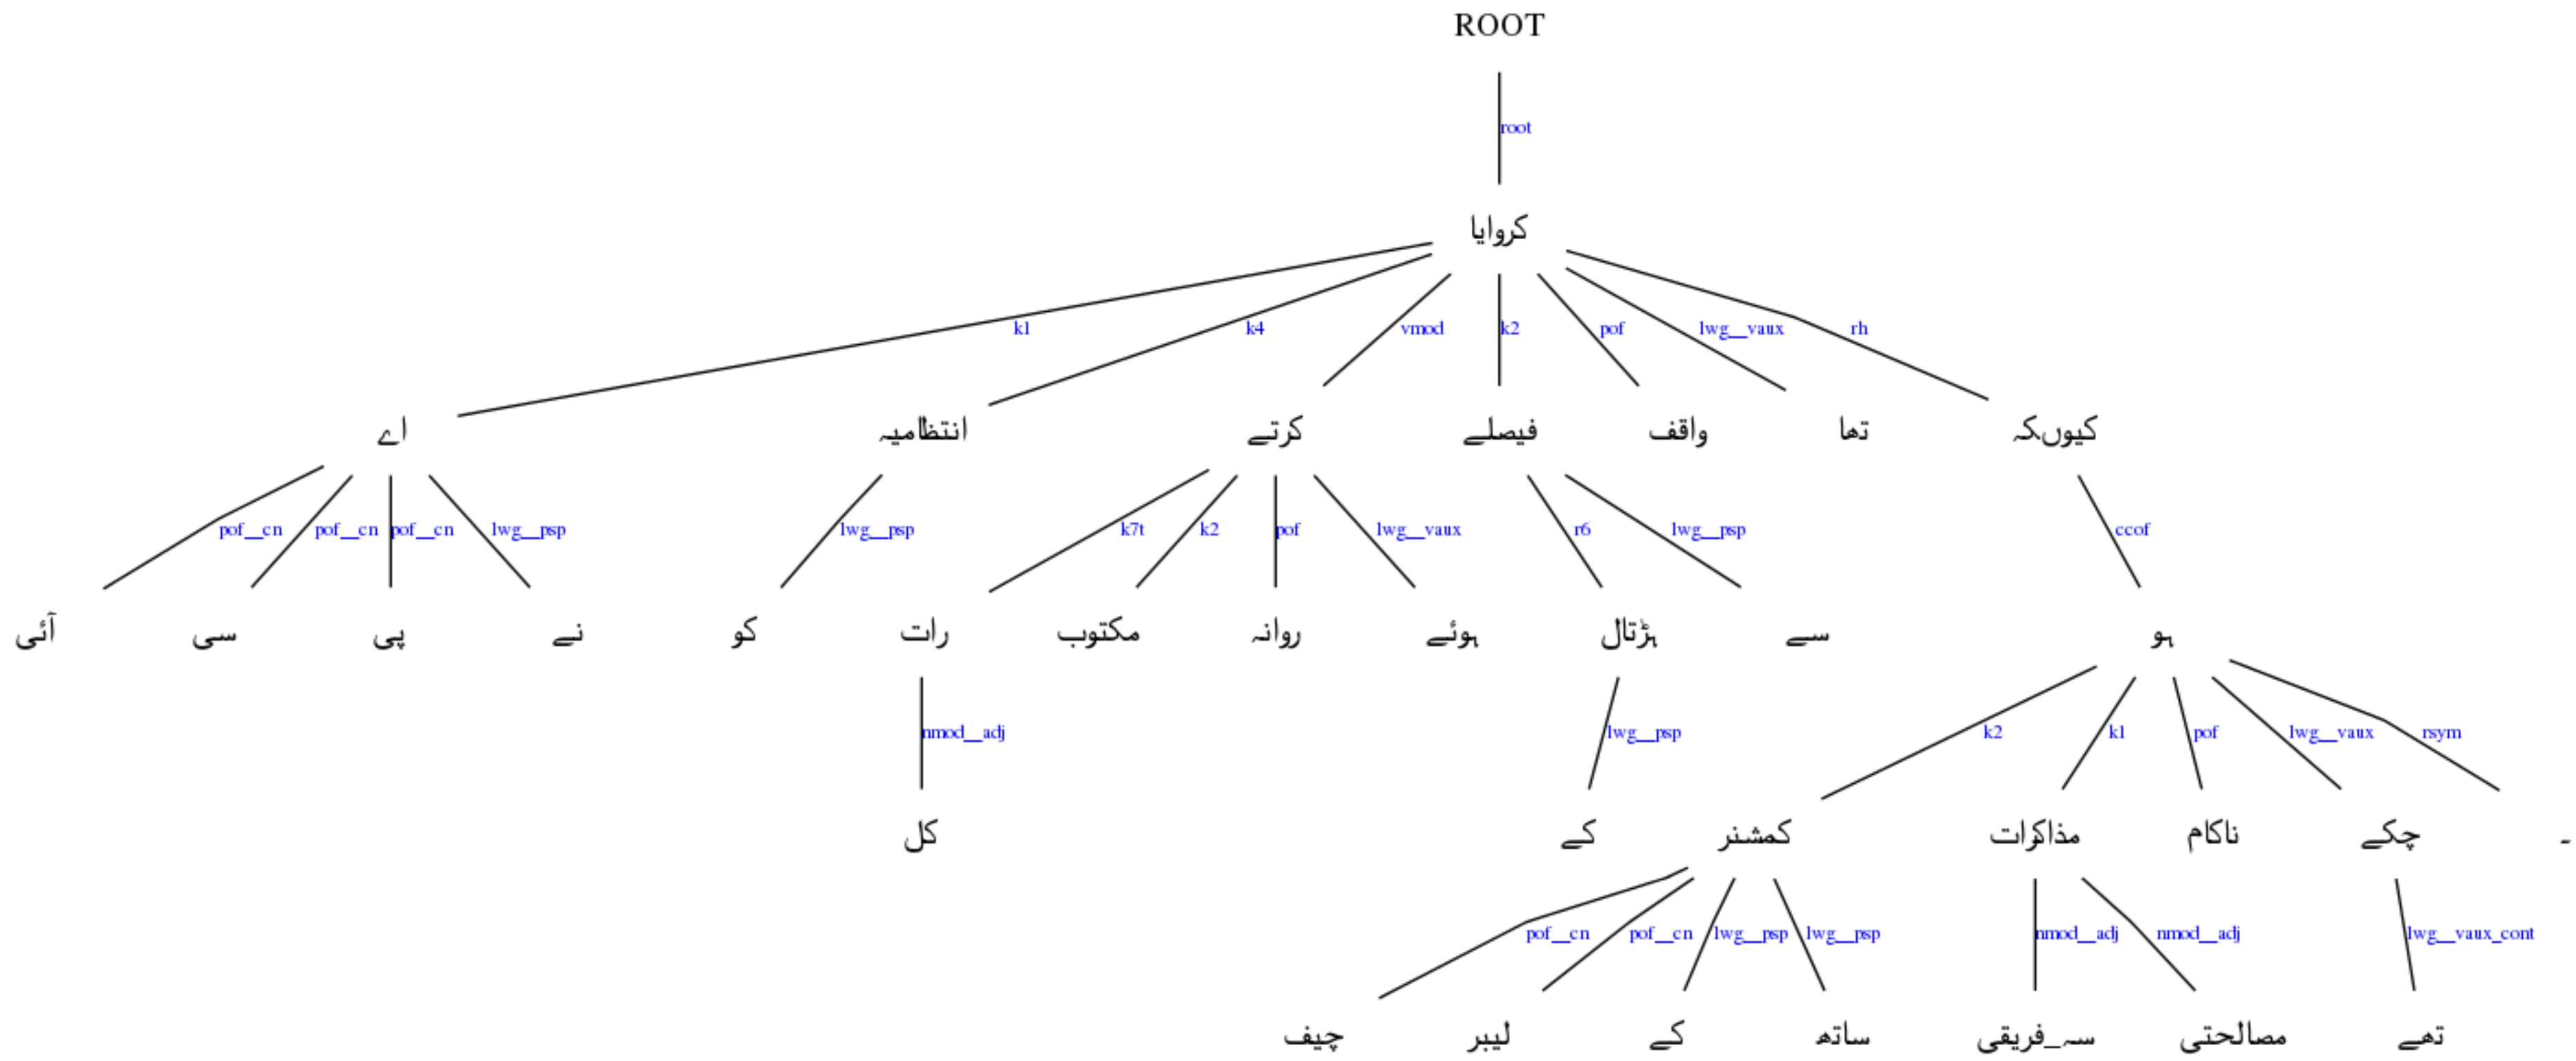 ROOT
root
کروایا
k1 k4 vmod k2 pof lwg__vaux rh
اے انتظامیہ کرتے فیصلے واقف تھا کیوں‌کہ
pof__cn pof__cn pof__cn lwg__psp lwg__psp k7t k2 pof lwg__vaux r6 lwg__psp ccof
آئی سی پی نے کو رات مکتوب روانہ ہوئے ہڑتال سے ہو
nmod__adj lwg__psp k2 k1 pof lwg__vaux rsym
کل کے کمشنر مذاکرات ناکام چکے ۔
pof__cn pof__cn lwg__psp lwg__psp nmod__adj nmod__adj lwg__vaux_cont
چیف لیبر کے ساتھ سہ_فریقی مصالحتی تھے